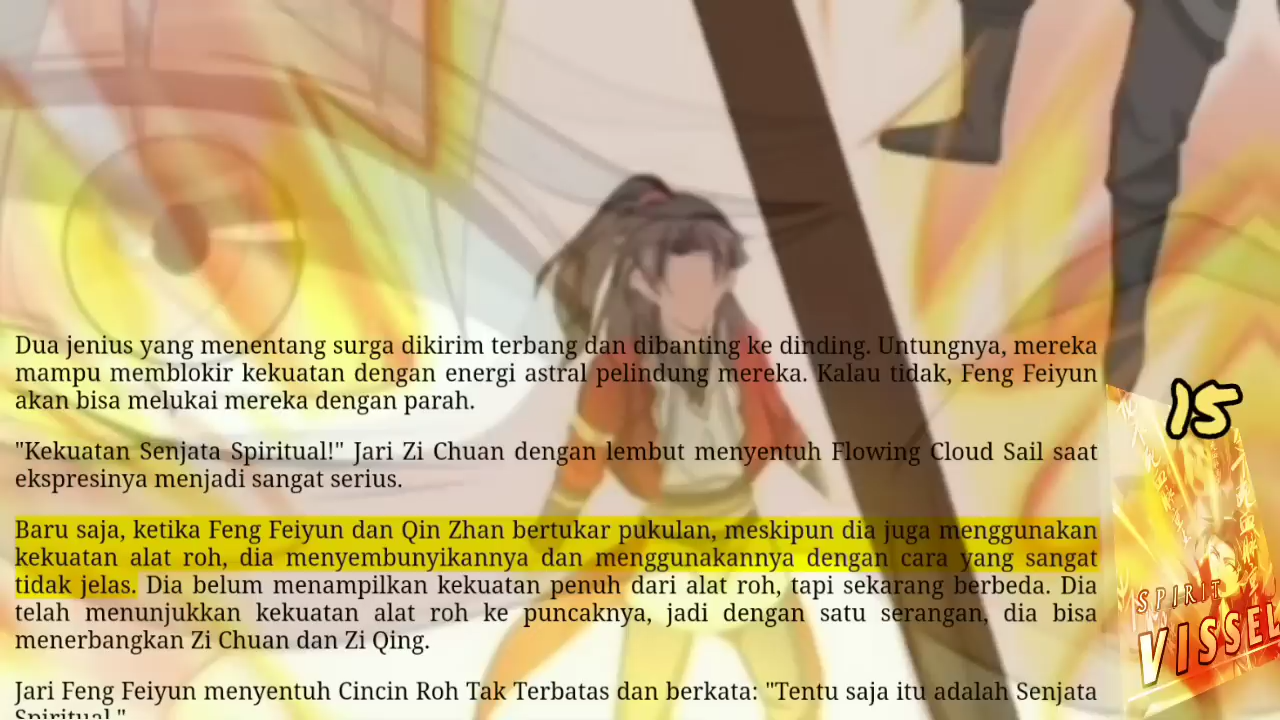 Dua jenius yang menentang surga dikirim terbang dan dibanting ke dinding. Untungnya, mereka
mampu memblokir kekuatan dengan energi astral pelindung mereka. Kalau tidak, Feng Feiyun
akan bisa melukai mereka dengan parah.
"Kekuatan Senjata Spiritual!" Jari Zi Chuan dengan lembut menyentuh Flowing Cloud Sail saat
ekspresinya menjadi sangat serius.
Baru saja, ketika Feng Feiyun dan Qin Zhan bertukar pukulan, meskipun dia juga menggunakan
kekuatan alat roh, dia menyembunyikannya dan menggunakannya dengan cara yang sangat
tidak jelas. Dia belum menampilkan kekuatan penuh dari alat roh, tapi sekarang berbeda. Dia
telah menunjukkan kekuatan alat roh ke puncaknya, jadi dengan satu serangan, dia bisa
menerbangkan Zi Chuan dan Zi Qing.
Jari Feng Feiyun menyentuh Cincin Roh Tak Terbatas dan berkata: "Tentu saja itu adalah Senjata
Spiritual."
15
SPIRIT
VISSEL